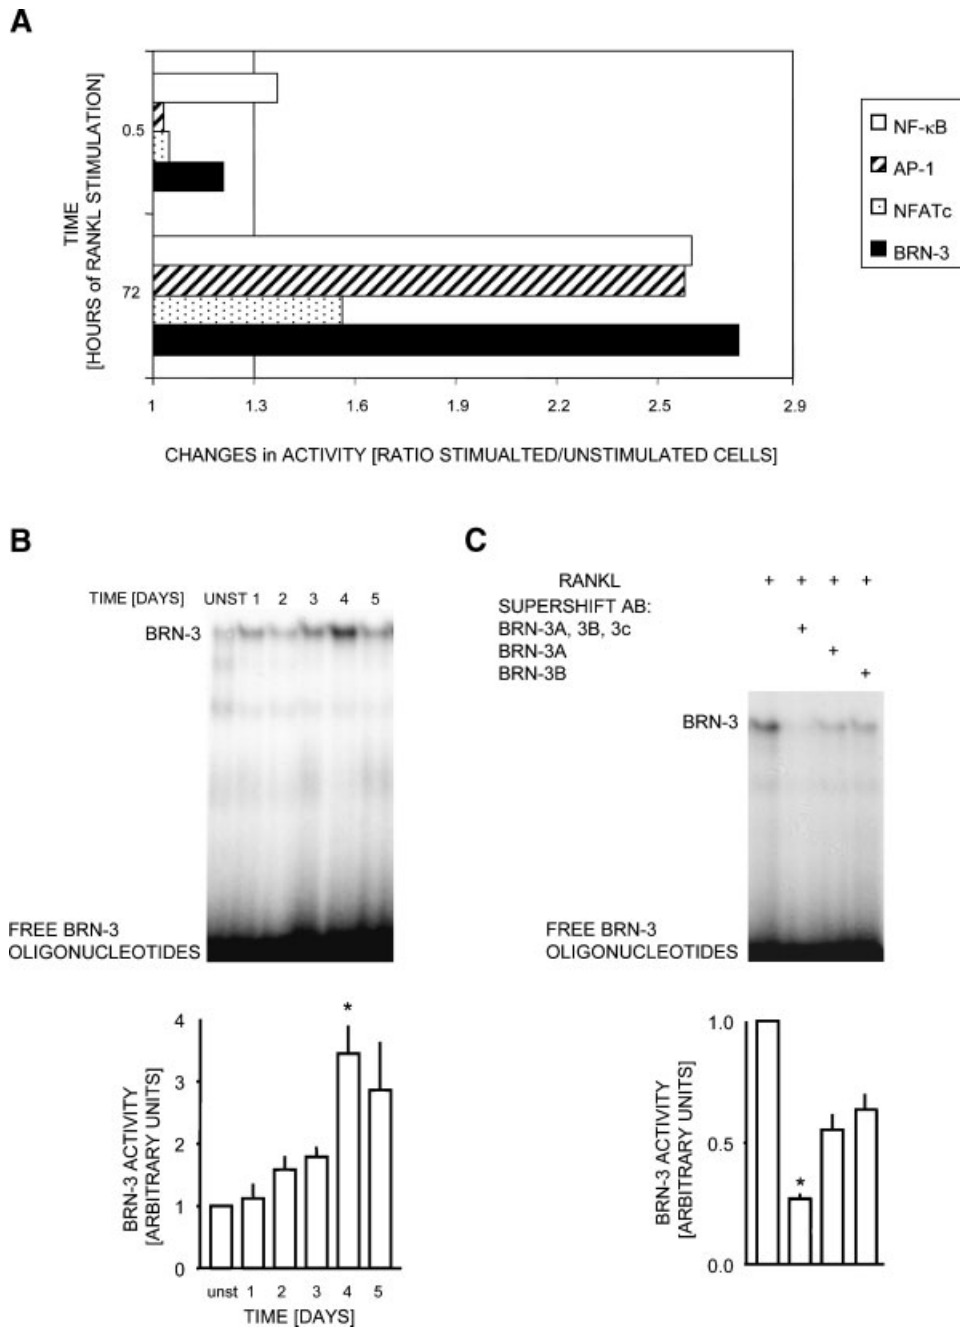 A
TIME
[HOURS of RANKL STIMULATION]
0.5
72
1
1.3
1.6
1.9
2.2
2.5
2.9
CHANGES in ACTIVITY [RATIO STIMUALTED/UNSTIMULATED CELLS]
NF-κB
AP-1
NFATc
BRN-3
B
TIME [DAYS] UNST 1 2 3 4 5
BRN-3
FREE BRN-3
OLIGONUCLEOTIDES
BRN-3 ACTIVITY
[ARBITRARY UNITS]
4
3
2
1
0
*
unst 1 2 3 4 5
TIME [DAYS]
C
RANKL + + + +
SUPERSHIFT AB:
BRN-3A, 3B, 3c +
BRN-3A +
BRN-3B +
BRN-3
FREE BRN-3
OLIGONUCLEOTIDES
BRN-3 ACTIVITY
[ARBITRARY UNITS]
1.0
0.5
0.0
*